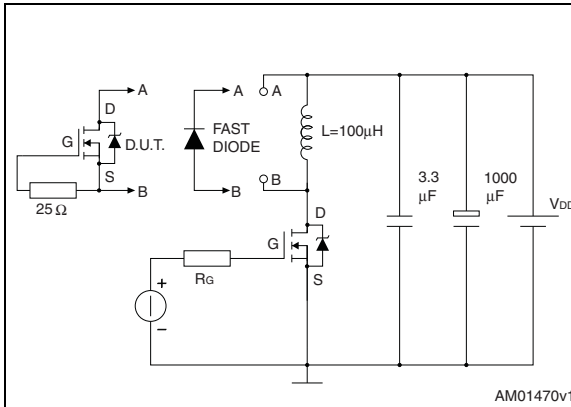 A
D
G
D.U.T.
S
B
25 Ω
A
FAST
DIODE
B
A
L=100μH
B
D
G
S
RG
+
−
3.3
μF
1000
μF
VDD
AM01470v1